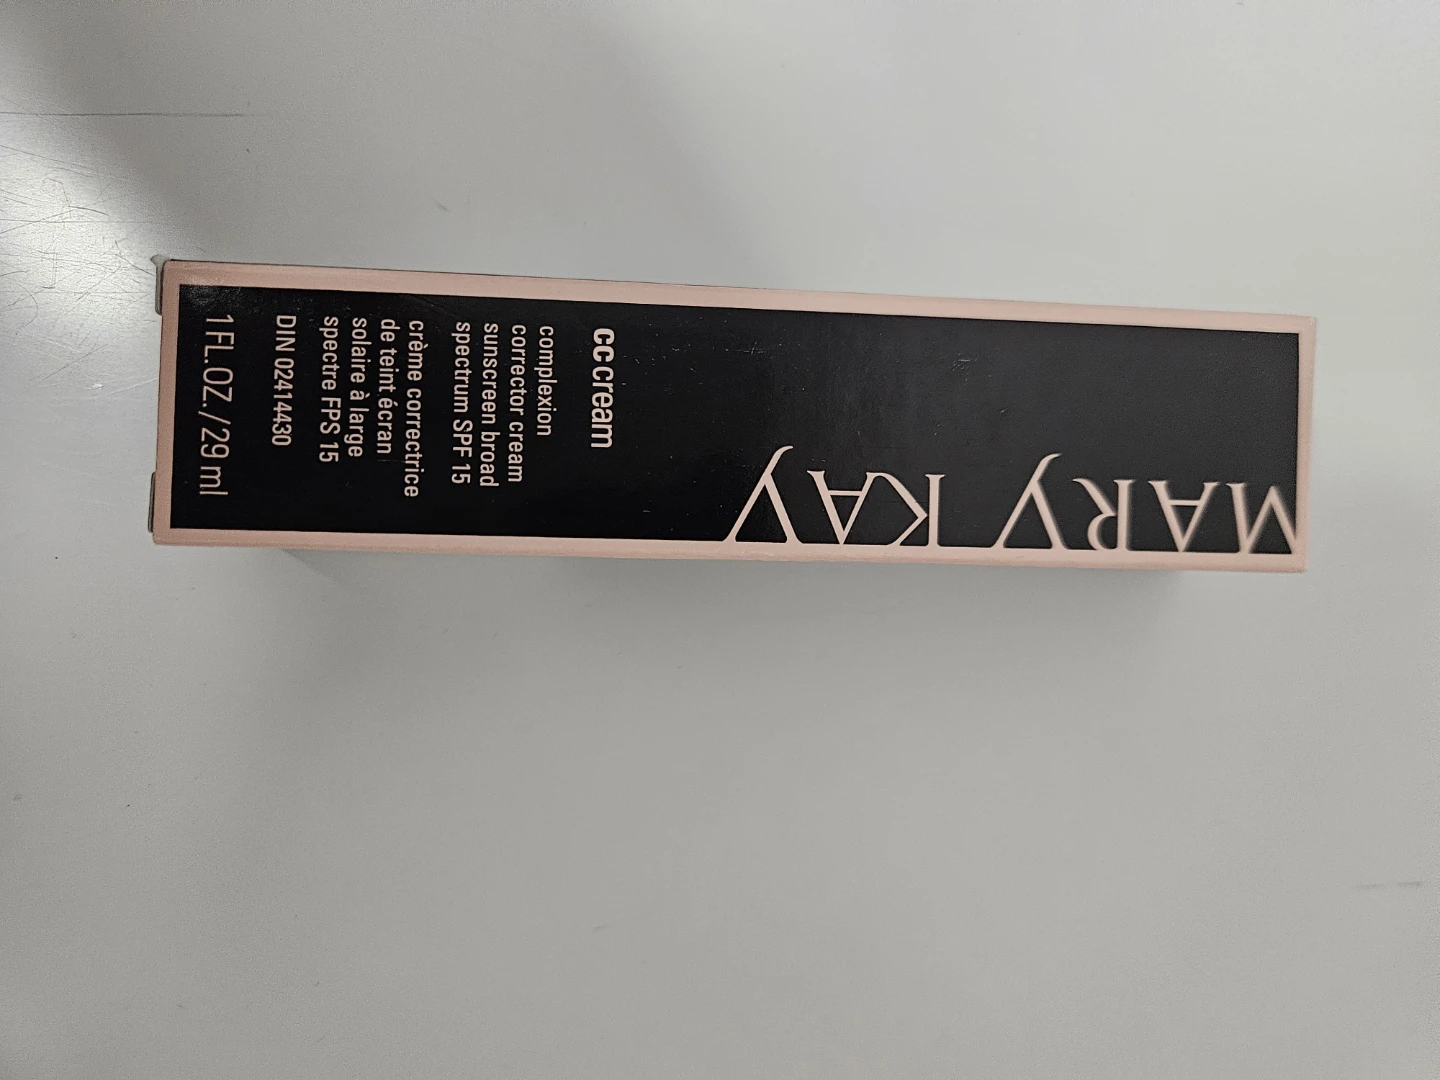 MARY KAY
cc cream
complexion
corrector cream
sunscreen broad
spectrum SPF 15
crème correctrice
de teint écran
solaire à large
spectre FPS 15
DIN 02414430
1 FL.OZ./29 ml